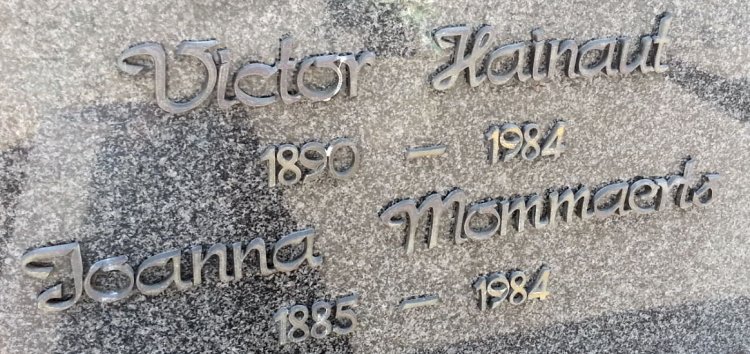 Victor Hainaut
1890 - 1984
Joanna Mommaerts
1885 - 1984